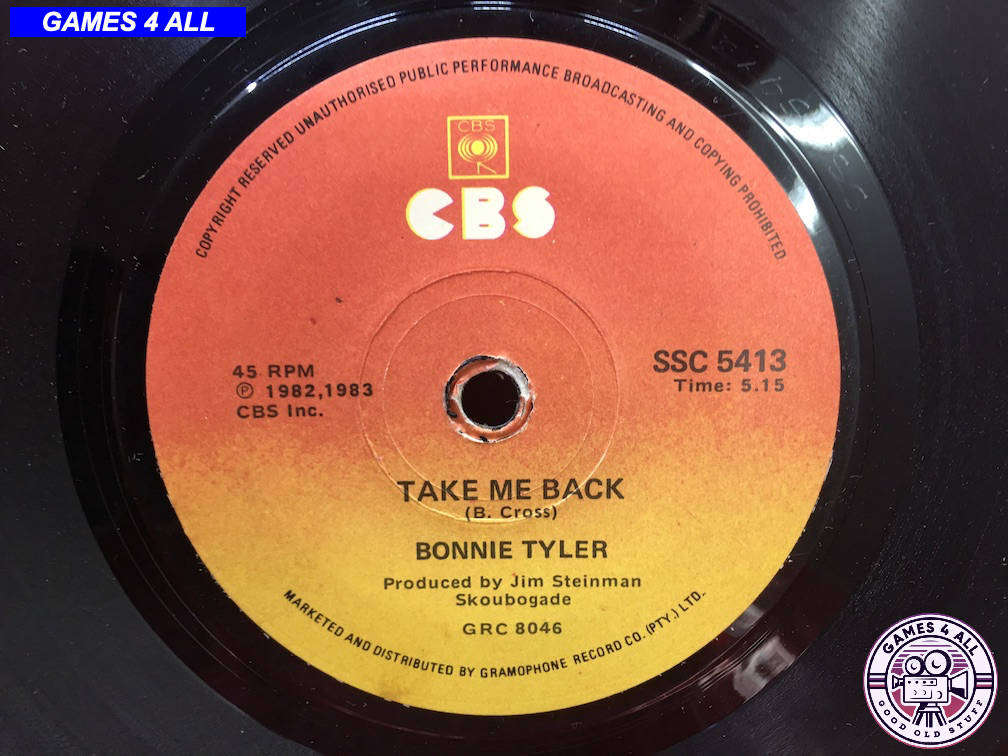 GAMES 4 ALL
COPYRIGHT RESERVED UNAUTHORISED PUBLIC PERFORMANCE BROADCASTING AND COPYING PROHIBITED
CBS
CBS
45 RPM
Ⓟ 1982,1983
CBS Inc.
SSC 5413
Time: 5.15
TAKE ME BACK
(B. Cross)
BONNIE TYLER
Produced by Jim Steinman
Skoubogade
GRC 8046
MARKETED AND DISTRIBUTED BY GRAMOPHONE RECORD CO. (PTY.) LTD.
GAMES 4 ALL
GOOD OLD STUFF